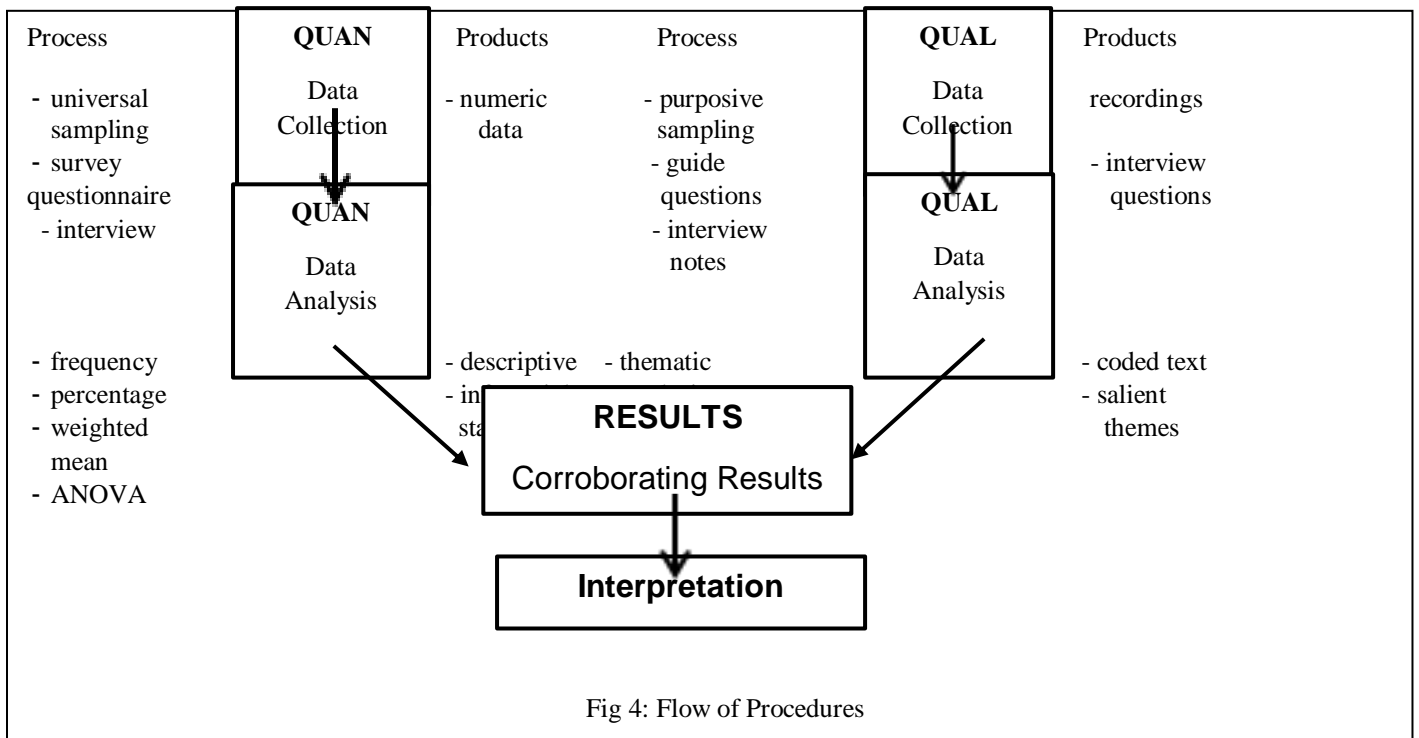 Process
- universal
sampling
- survey
questionnaire
- interview
QUAN
Data
Collection
QUAN
Data
Analysis
Products
- numeric
data
Process
- purposive
sampling
- guide
questions
- interview
notes
QUAL
Data
Collection
QUAL
Data
Analysis
Products
recordings
- interview
questions
- frequency
- percentage
- weighted
mean
- ANOVA
- descriptive
-
- thematic
- coded text
- salient
themes
RESULTS
Corroborating Results
Interpretation
Fig 4: Flow of Procedures